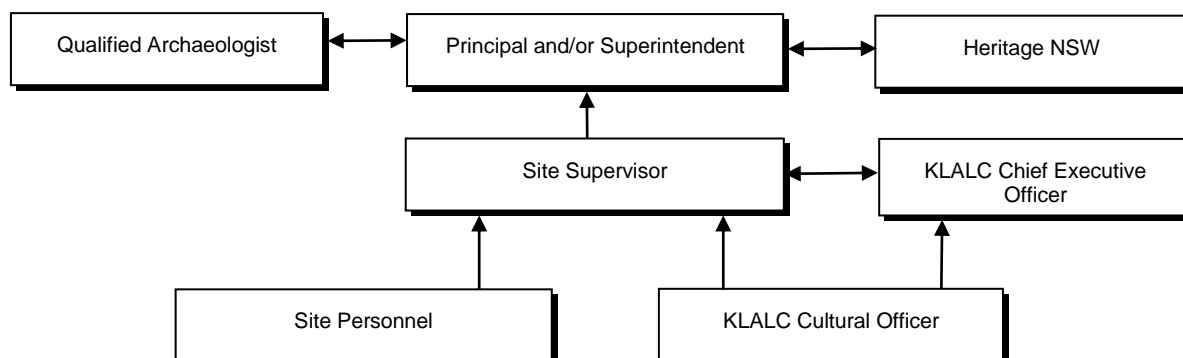 Qualified Archaeologist
Principal and/or Superintendent
Heritage NSW
Site Supervisor
KLALC Chief Executive
Officer
Site Personnel
KLALC Cultural Officer